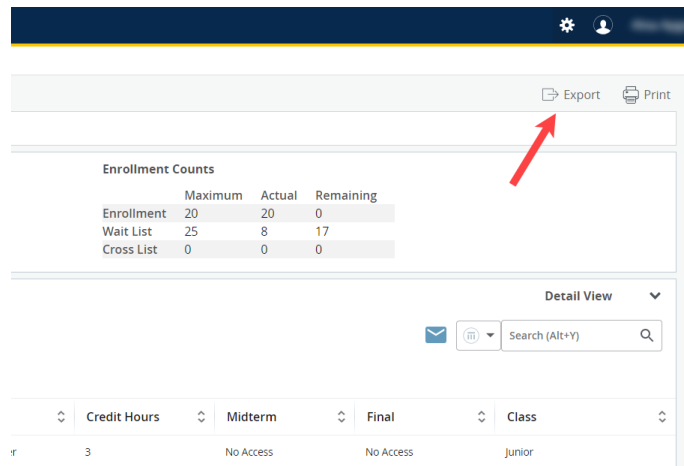 Export Print
Enrollment Counts
Maximum Actual Remaining
Enrollment 20 20 0
Wait List 25 8 17
Cross List 0 0 0
Detail View
Search (Alt+Y)
Credit Hours Midterm Final Class
3 No Access No Access Junior